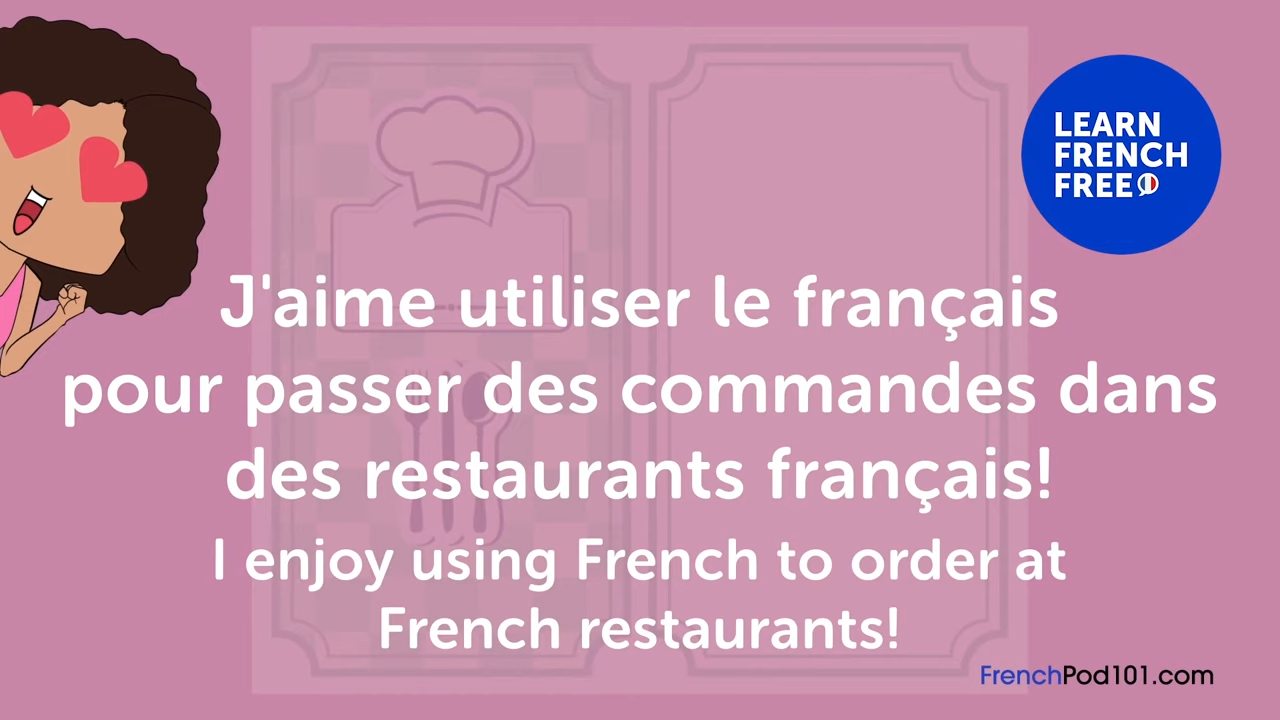 LEARN
FRENCH
FREE
J'aime utiliser le français
pour passer des commandes dans
des restaurants français!
I enjoy using French to order at
French restaurants!
FrenchPod101.com